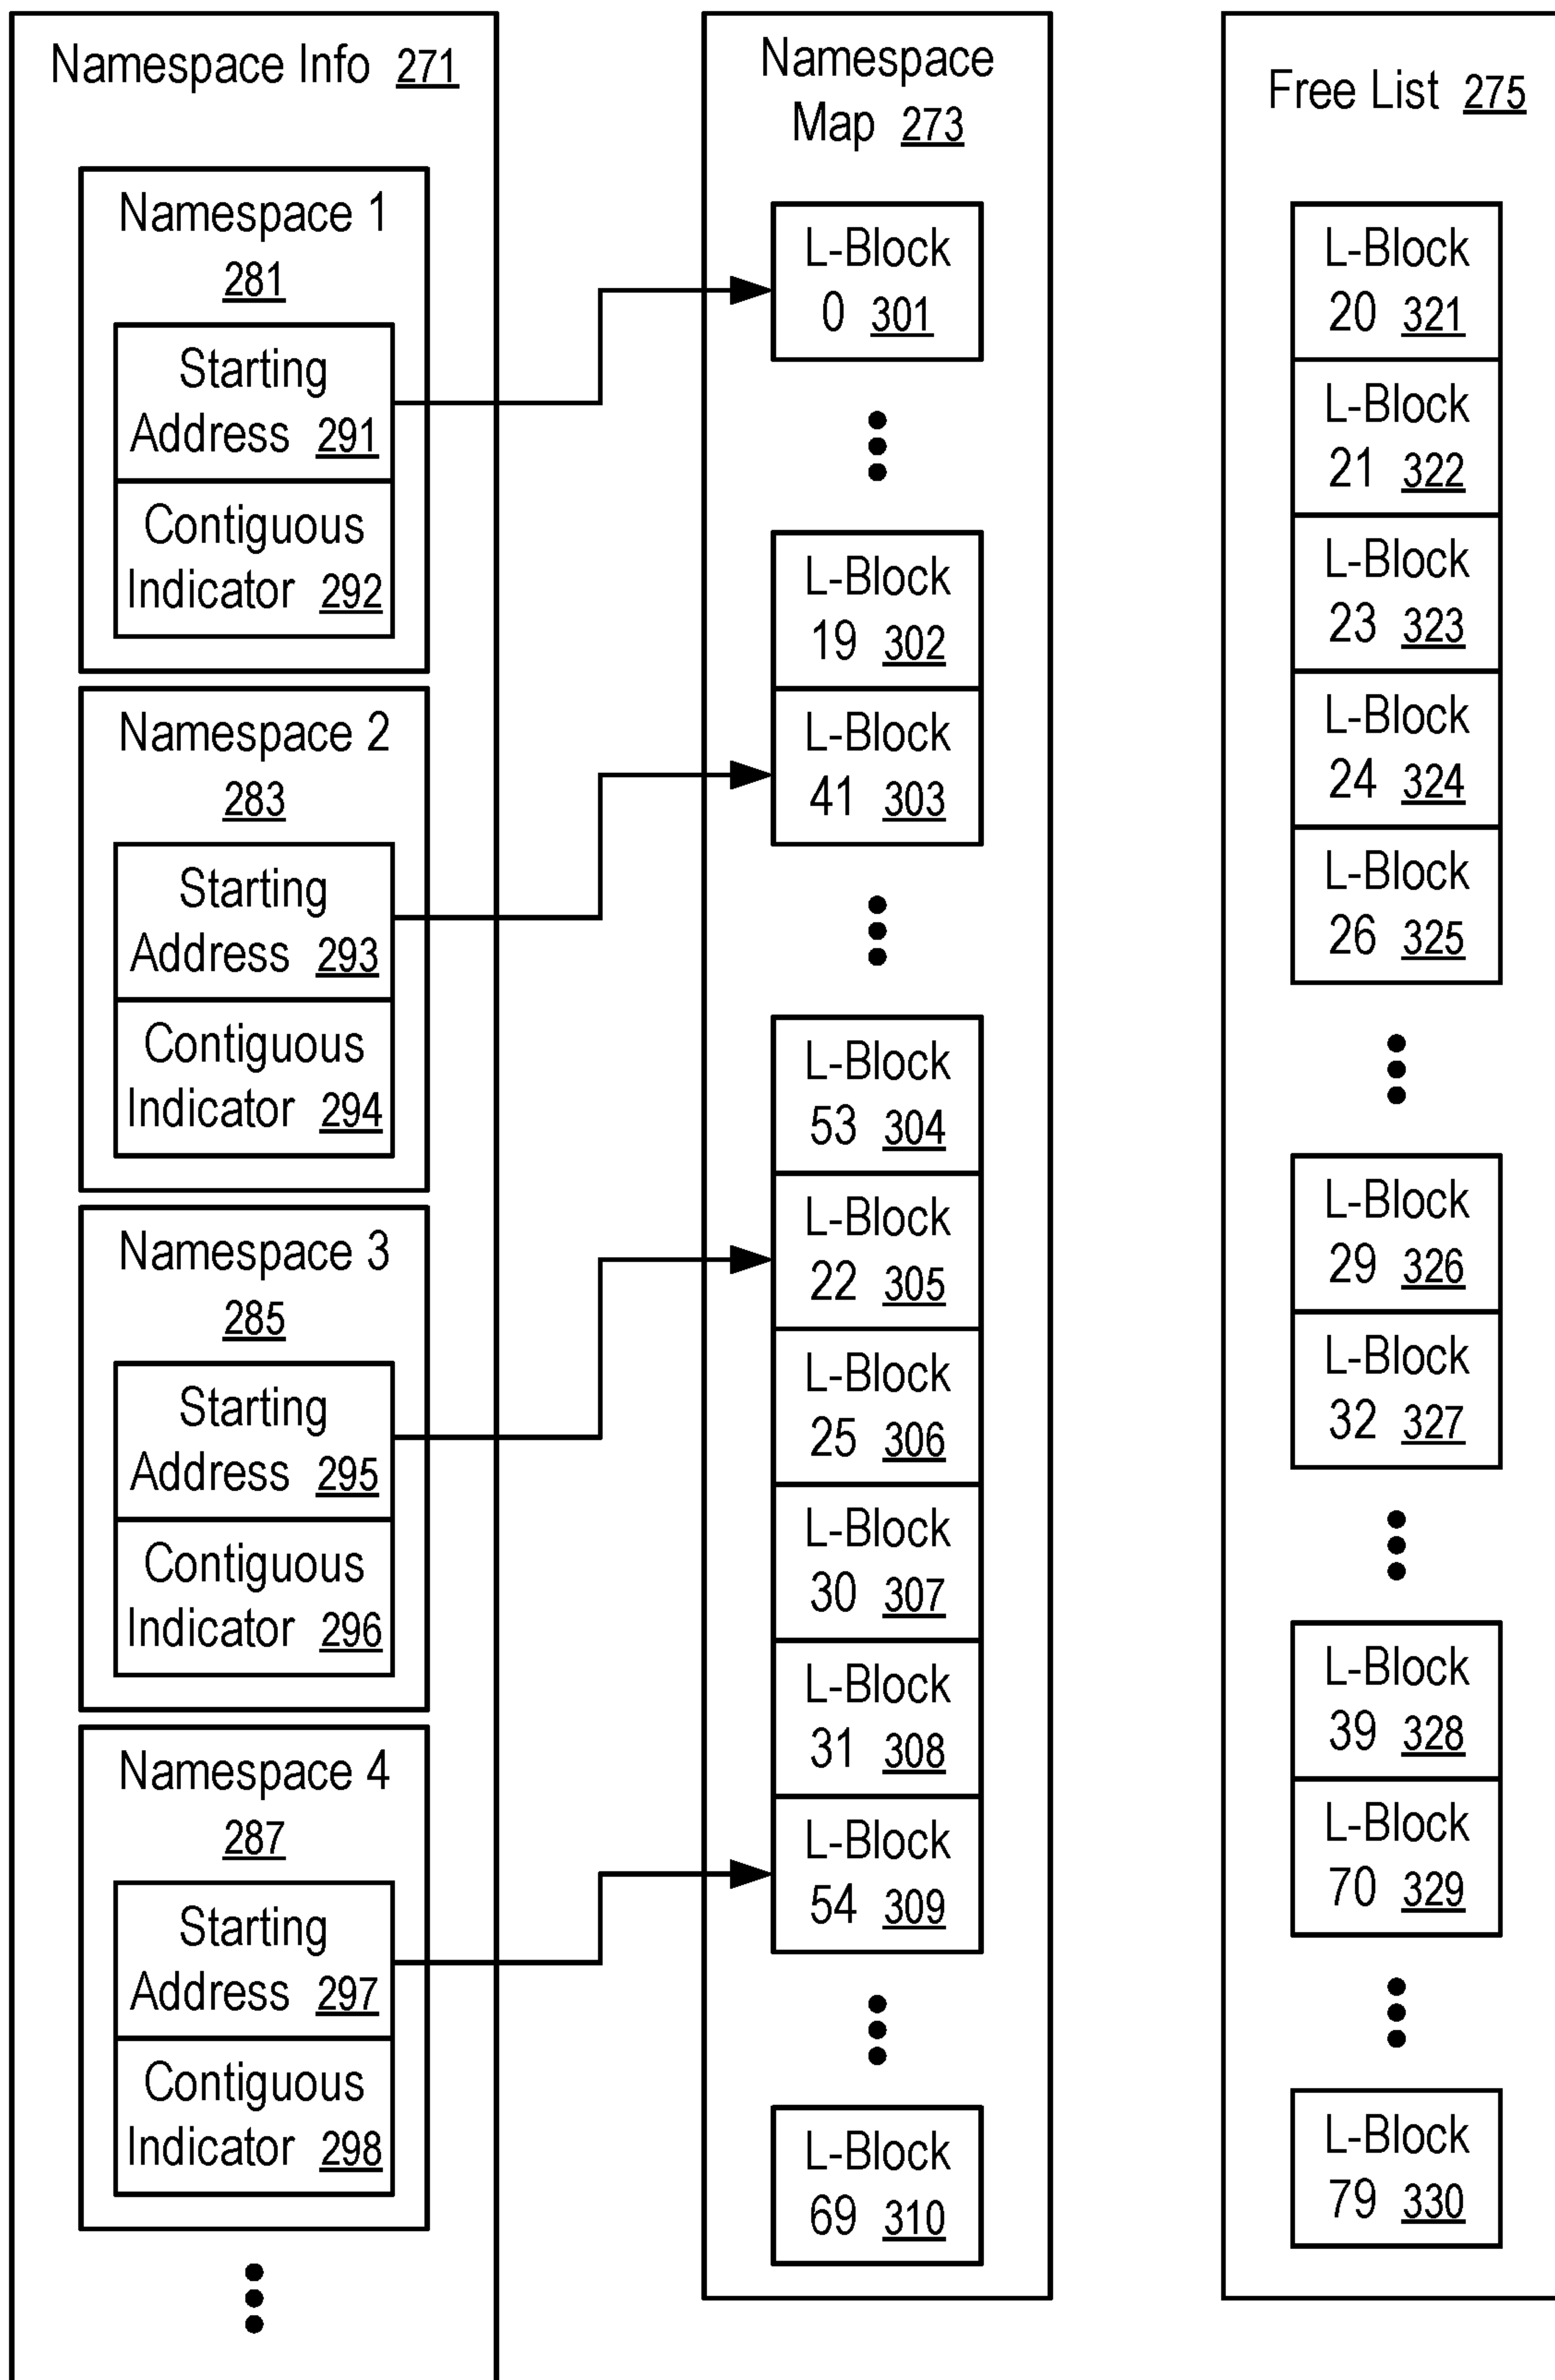 Namespace Info 271
Namespace 1
281
Starting
Address 291
Contiguous
Indicator 292
Namespace 2
283
Starting
Address 293
Contiguous
Indicator 294
Namespace 3
285
Starting
Address 295
Contiguous
Indicator 296
Namespace 4
287
Starting
Address 297
Contiguous
Indicator 298
Namespace
Map 273
L-Block
0 301
L-Block
19 302
L-Block
41 303
L-Block
53 304
L-Block
22 305
L-Block
25 306
L-Block
30 307
L-Block
31 308
L-Block
54 309
L-Block
69 310
Free List 275
L-Block
20 321
L-Block
21 322
L-Block
23 323
L-Block
24 324
L-Block
26 325
L-Block
29 326
L-Block
32 327
L-Block
39 328
L-Block
70 329
L-Block
79 330